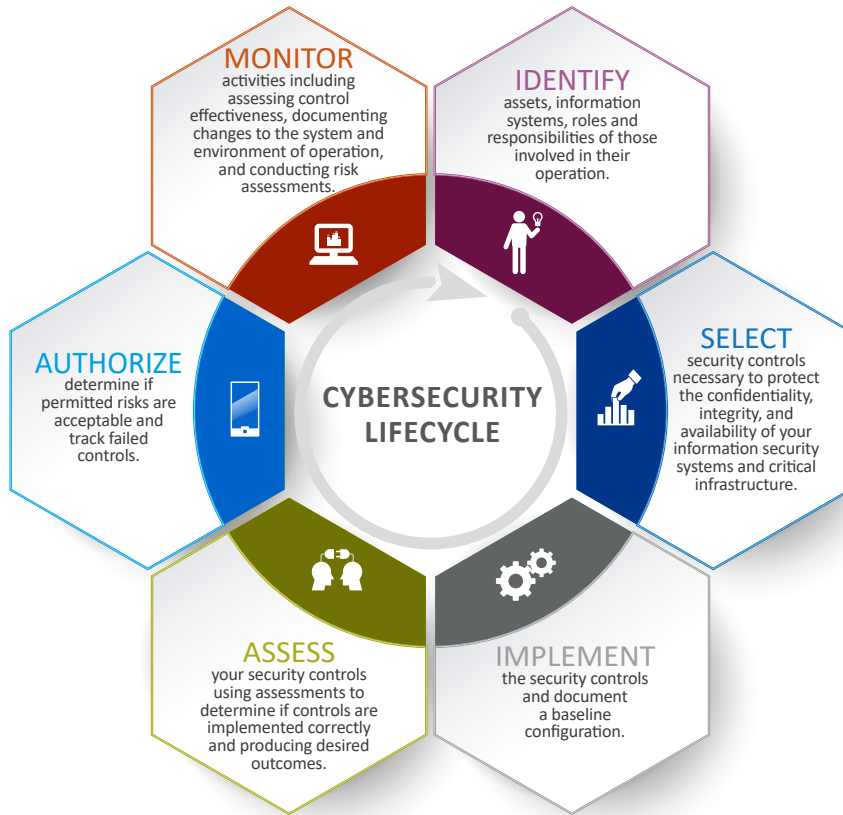 MONITOR
activities including
assessing control
effectiveness, documenting
changes to the system and
environment of operation,
and conducting risk
assessments.
IDENTIFY
assets, information
systems, roles and
responsibilities of those
involved in their
operation.
SELECT
security controls
necessary to protect
the confidentiality,
integrity, and
availability of your
information security
systems and critical
infrastructure.
AUTHORIZE
determine if
permitted risks are
acceptable and
track failed
controls.
CYBERSECURITY
LIFECYCLE
ASSESS
your security controls
using assessments to
determine if controls are
implemented correctly
and producing desired
outcomes.
IMPLEMENT
the security controls
and document
a baseline
configuration.